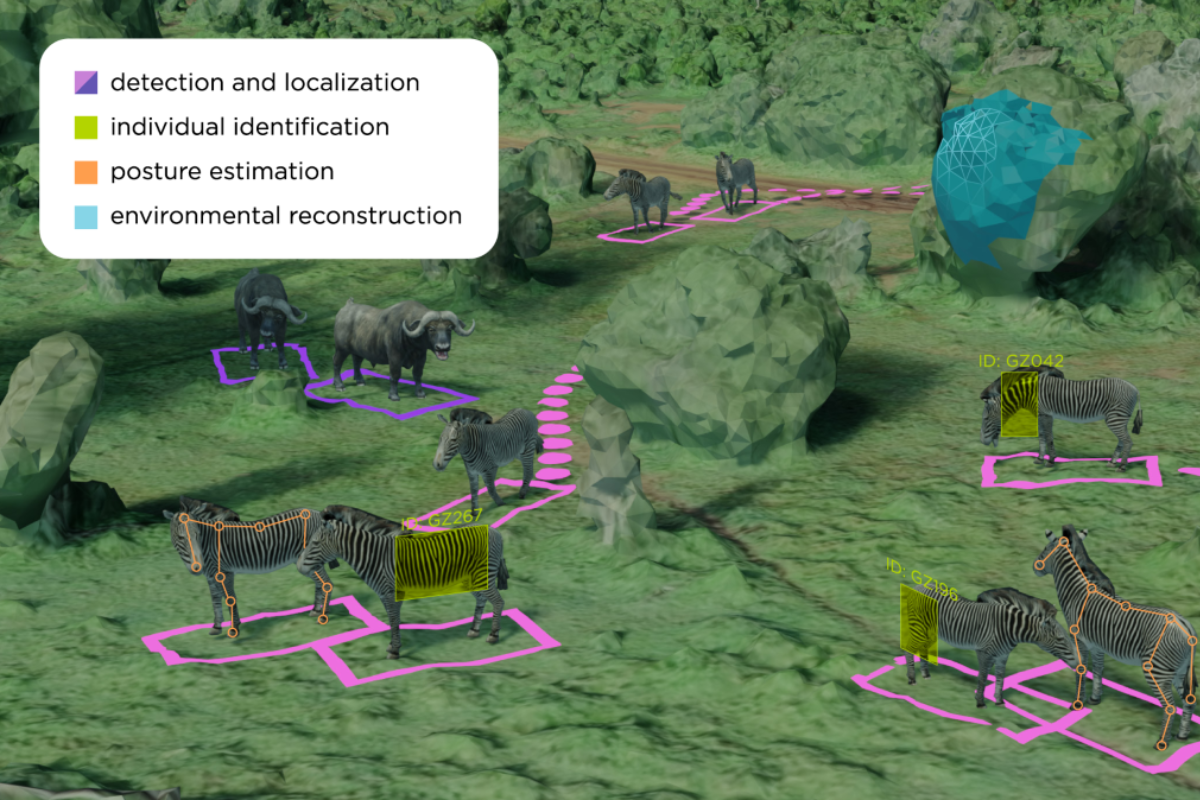 detection and localization
individual identification
posture estimation
environmental reconstruction
ID: GZ042
ID: GZ267
ID: GZ196